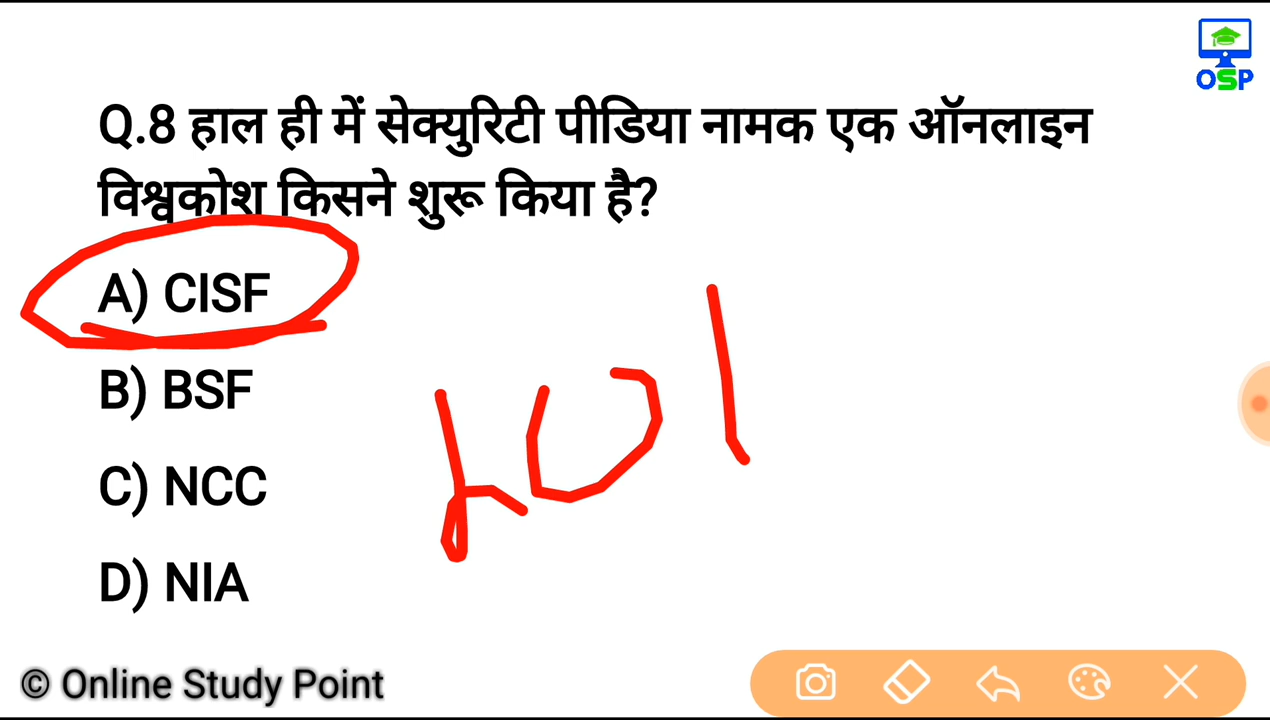 OSP
Q.8 हाल ही में सेक्युरिटी पीडिया नामक एक ऑनलाइन
विश्वकोश किसने शुरू किया है?
A) CISF
B) BSF
C) NCC
D) NIA
© Online Study Point